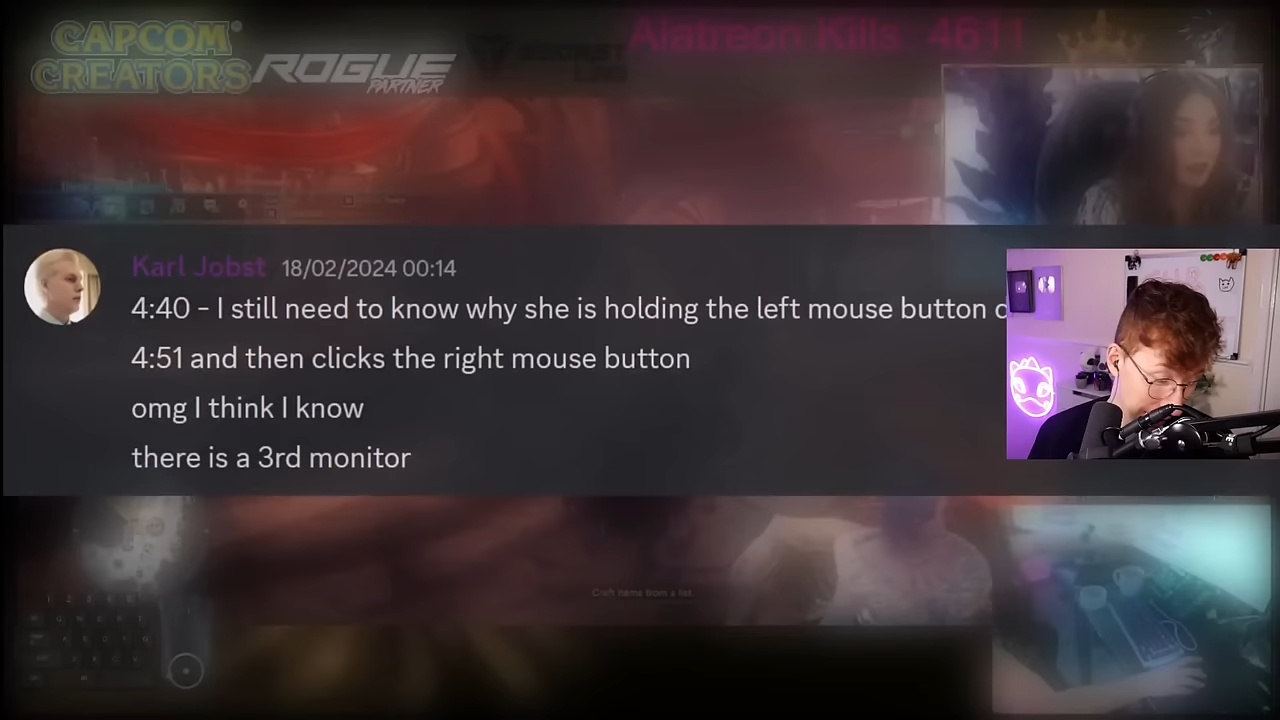 CAPCOM
CREATORS
ROGUE
PARTNER
Alatreon Kills 4611
Karl Jobst 18/02/2024 00:14
4:40 - I still need to know why she is holding the left mouse button
4:51 and then clicks the right mouse button
omg I think I know
there is a 3rd monitor
Craft items from a list.